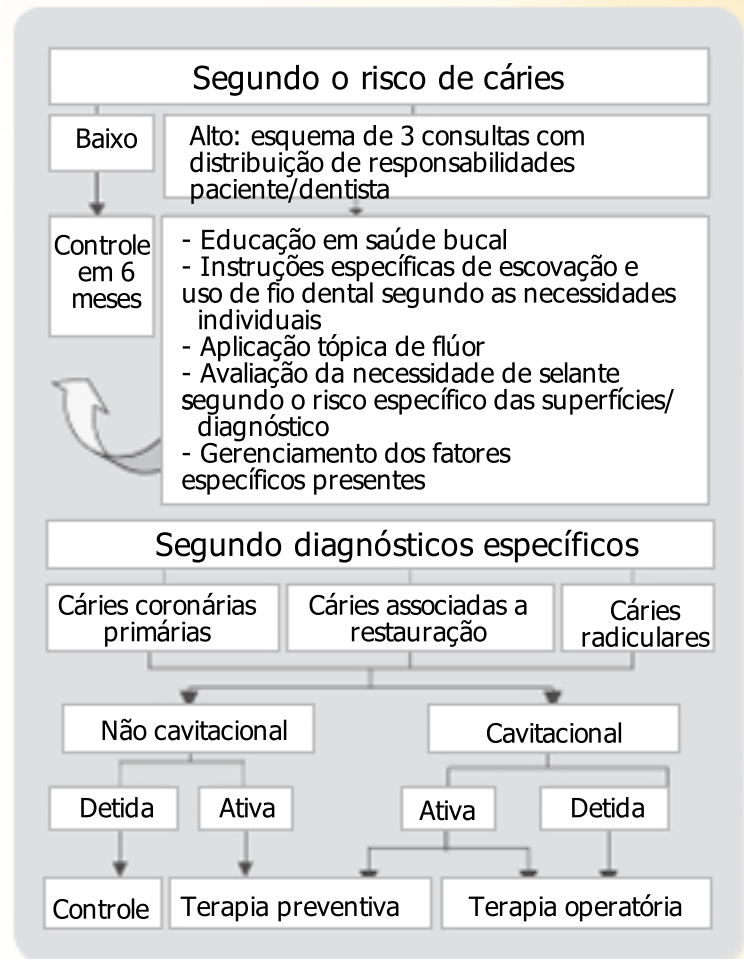 Segundo o risco de cáries
Baixo
Alto: esquema de 3 consultas com
distribuição de responsabilidades
paciente/dentista
Controle
em 6
meses
- Educação em saúde bucal
- Instruções específicas de escovação e
uso de fio dental segundo as necessidades
individuais
- Aplicação tópica de flúor
- Avaliação da necessidade de selante
segundo o risco específico das superfícies/
diagnóstico
- Gerenciamento dos fatores
específicos presentes
Segundo diagnósticos específicos
Cáries coronárias
primárias
Cáries associadas a
restauração
Cáries
radiculares
Não cavitacional
Cavitacional
Detida
Ativa
Ativa
Detida
Controle
Terapia preventiva
Terapia operatória